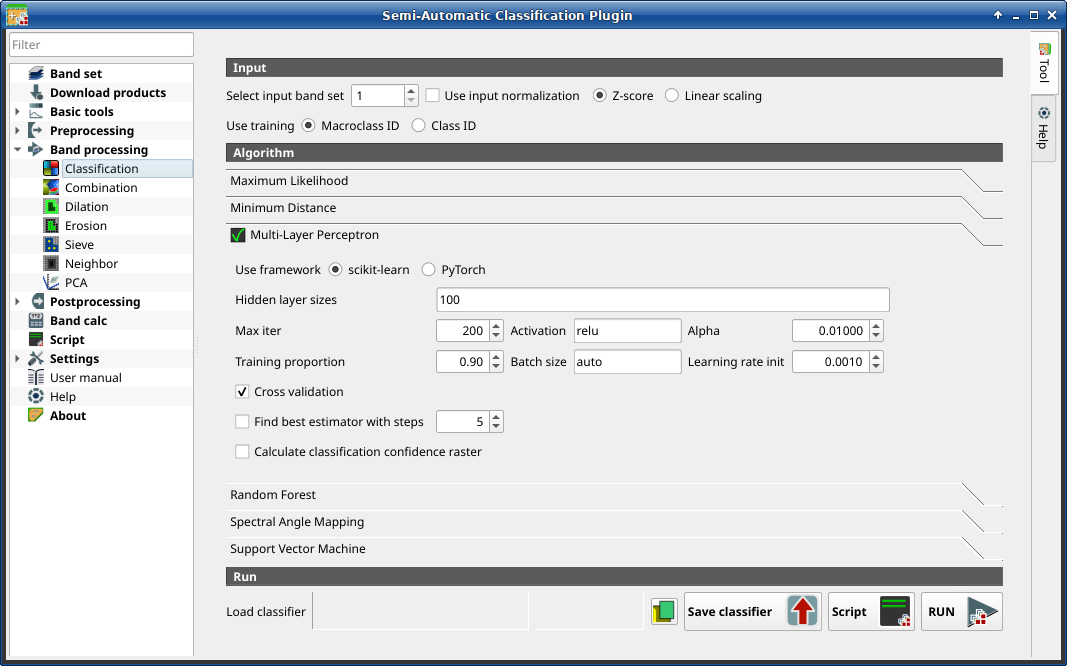 Semi-Automatic Classification Plugin
Filter
Band set
Download products
Basic tools
Preprocessing
Band processing
Classification
Combination
Dilation
Erosion
Sieve
Neighbor
PCA
Postprocessing
Band calc
Script
Settings
User manual
Help
About
Input
Select input band set 1 Use input normalization Z-score Linear scaling
Use training Macroclass ID Class ID
Algorithm
Maximum Likelihood
Minimum Distance
Multi-Layer Perceptron
Use framework scikit-learn PyTorch
Hidden layer sizes 100
Max iter 200 Activation relu Alpha 0.01000
Training proportion 0.90 Batch size auto Learning rate init 0.0010
Cross validation
Find best estimator with steps 5
Calculate classification confidence raster
Random Forest
Spectral Angle Mapping
Support Vector Machine
Run
Load classifier Save classifier Script RUN
Tool
Help